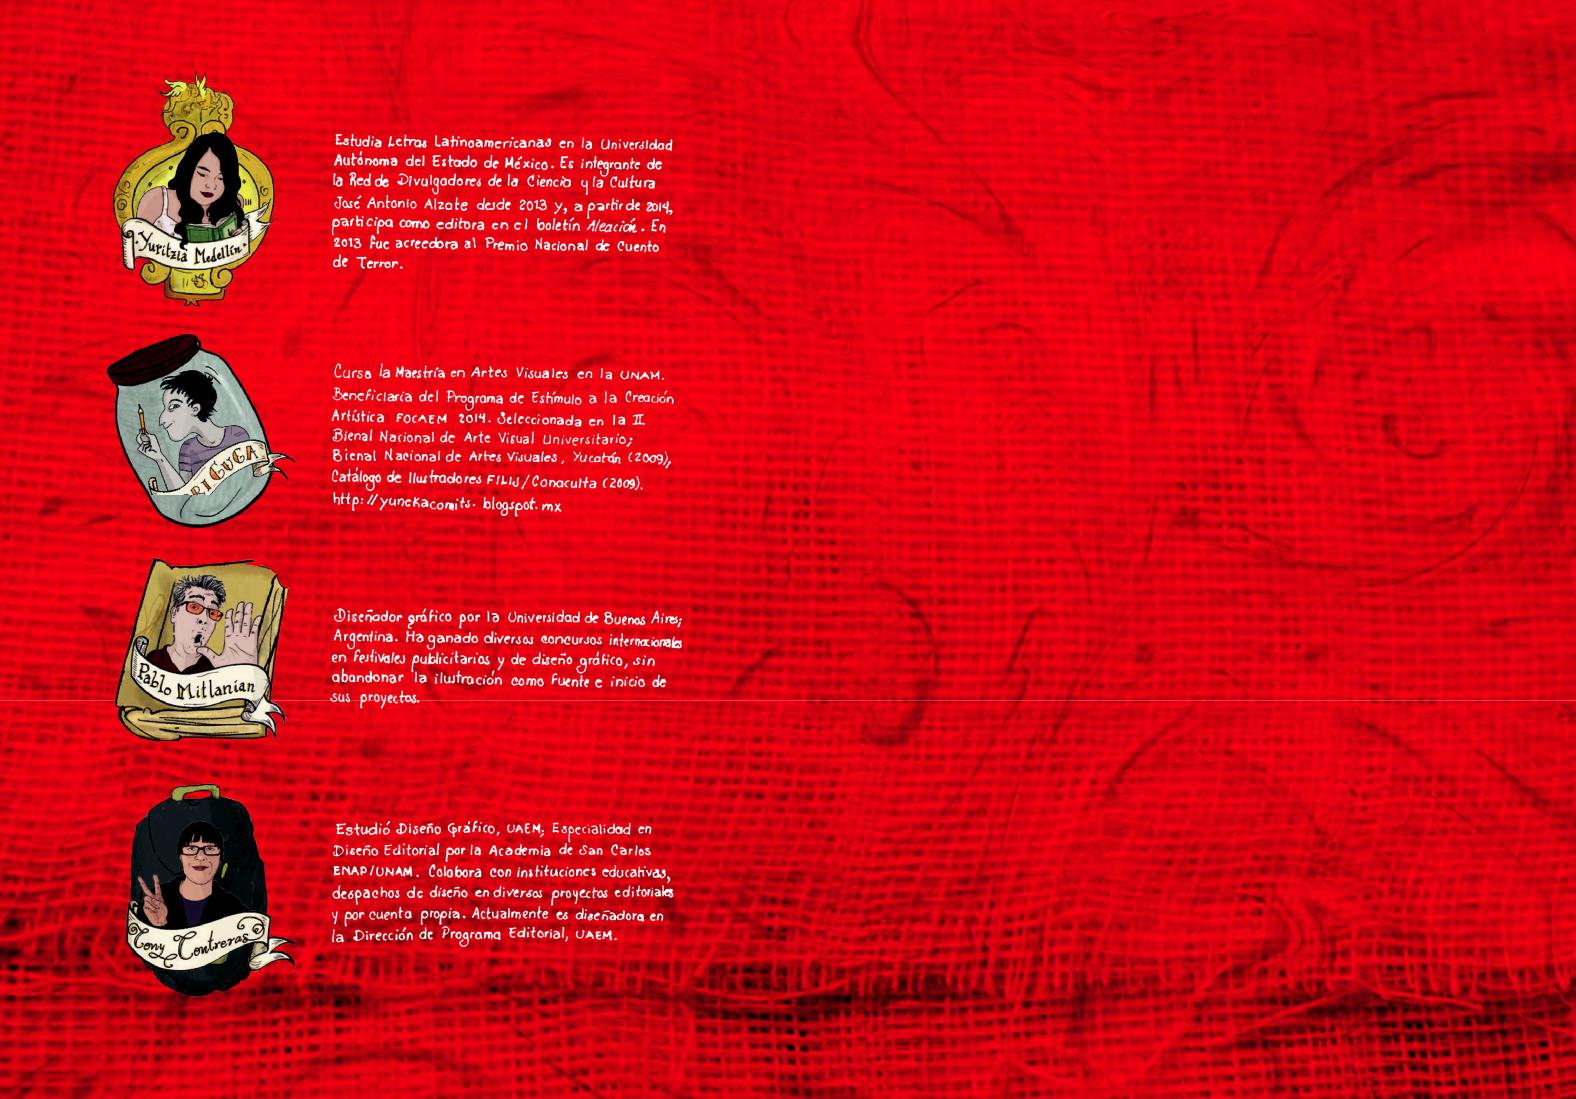 Yuritzia Medellín
Estudia Letras Latinoamericanas en la Universidad
Autónoma del Estado de México. Es integrante de
la Red de Divulgadores de la Ciencia y la Cultura
José Antonio Alzate desde 2013 y, a partir de 2014,
participa como editora en el boletín Aleación. En
2013 fue acreedora al Premio Nacional de Cuento
de Terror.
RIGUGA
Cursa la Maestría en Artes Visuales en la UNAM.
Beneficiaria del Programa de Estímulo a la Creación
Artística FOCAEM 2014. Seleccionada en la II
Bienal Nacional de Arte Visual Universitario;
Bienal Nacional de Artes Visuales, Yucatán (2009);
Catálogo de Ilustradores FILIJ/Conaculta (2009).
http://yunekacomits.blogspot.mx
Pablo Mitlanian
Diseñador gráfico por la Universidad de Buenos Aires;
Argentina. Ha ganado diversos concursos internacionales
en festivales publicitarios y de diseño gráfico, sin
abandonar la ilustración como fuente e inicio de
sus proyectos.
Tony Contreras
Estudió Diseño Gráfico, UAEM; Especialidad en
Diseño Editorial por la Academia de San Carlos
ENAP/UNAM. Colabora con instituciones educativas,
despachos de diseño en diversos proyectos editoriales
y por cuenta propia. Actualmente es diseñadora en
la Dirección de Programa Editorial, UAEM.